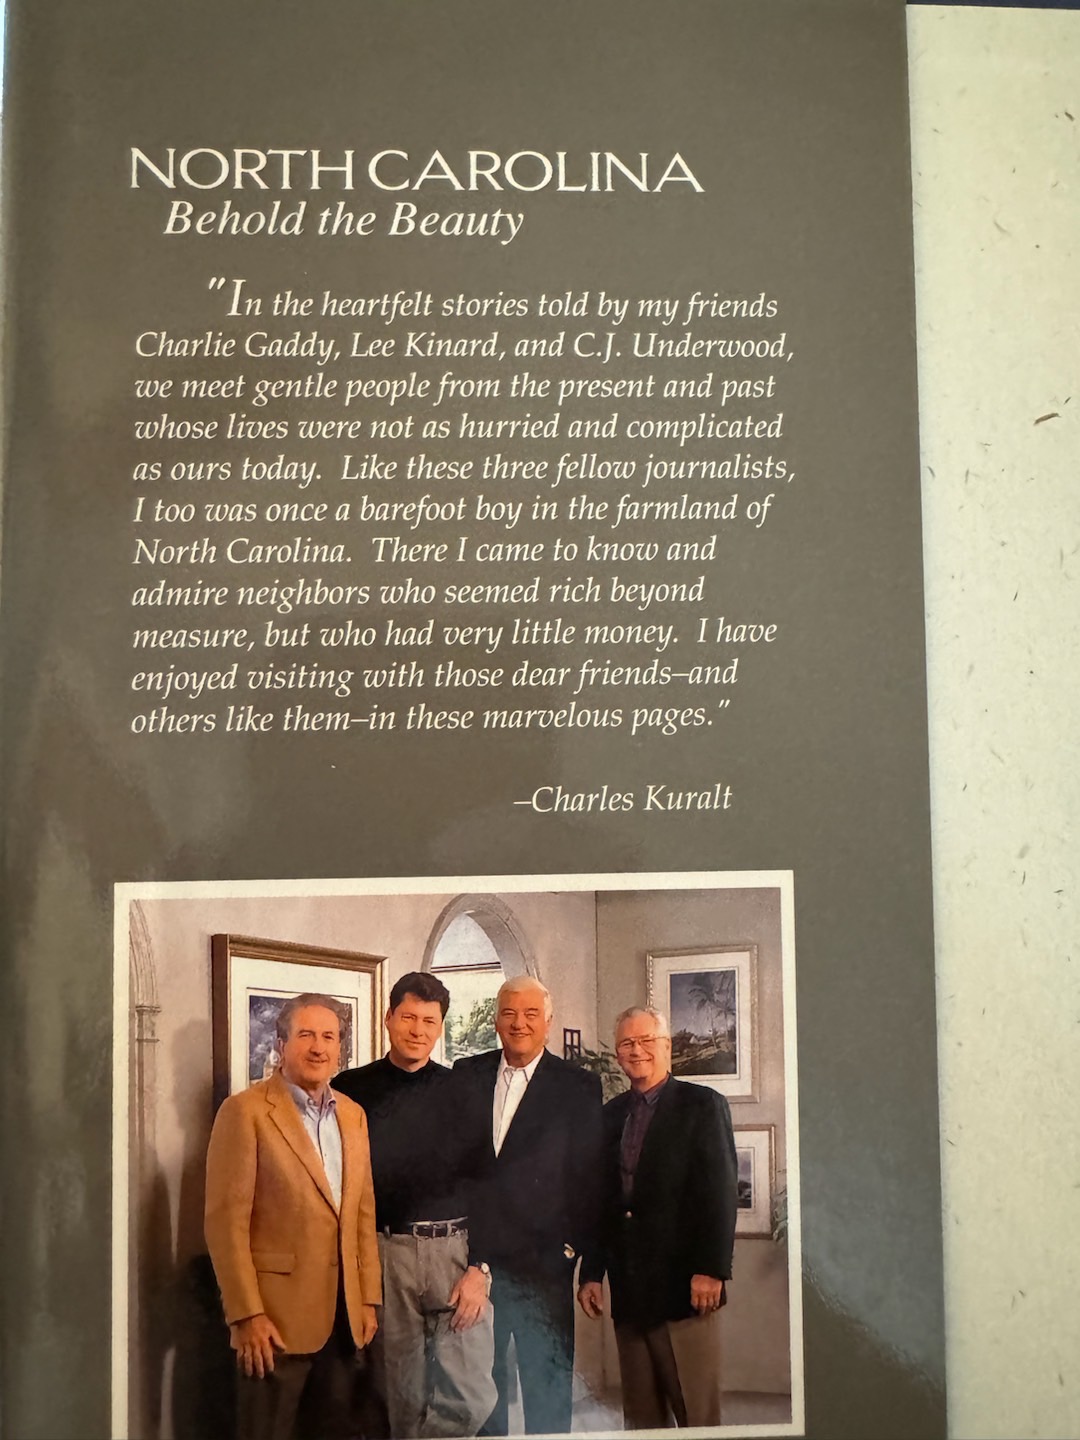 NORTH CAROLINA
Behold the Beauty
"In the heartfelt stories told by my friends
Charlie Gaddy, Lee Kinard, and C.J. Underwood,
we meet gentle people from the present and past
whose lives were not as hurried and complicated
as ours today.  Like these three fellow journalists,
I too was once a barefoot boy in the farmland of
North Carolina.  There I came to know and
admire neighbors who seemed rich beyond
measure, but who had very little money.  I have
enjoyed visiting with those dear friends–and
others like them–in these marvelous pages."
–Charles Kuralt